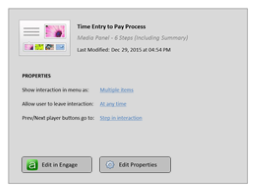 Time Entry to Pay Process
Media Panel - 6 Steps (Including Summary)
Last Modified: Dec 29, 2015 at 04:54 PM
PROPERTIES
Show interaction in menu as: Multiple items
Allow user to leave interaction: At any time
Prev/Next player buttons go to: Step in interaction
Edit in Engage
Edit Properties